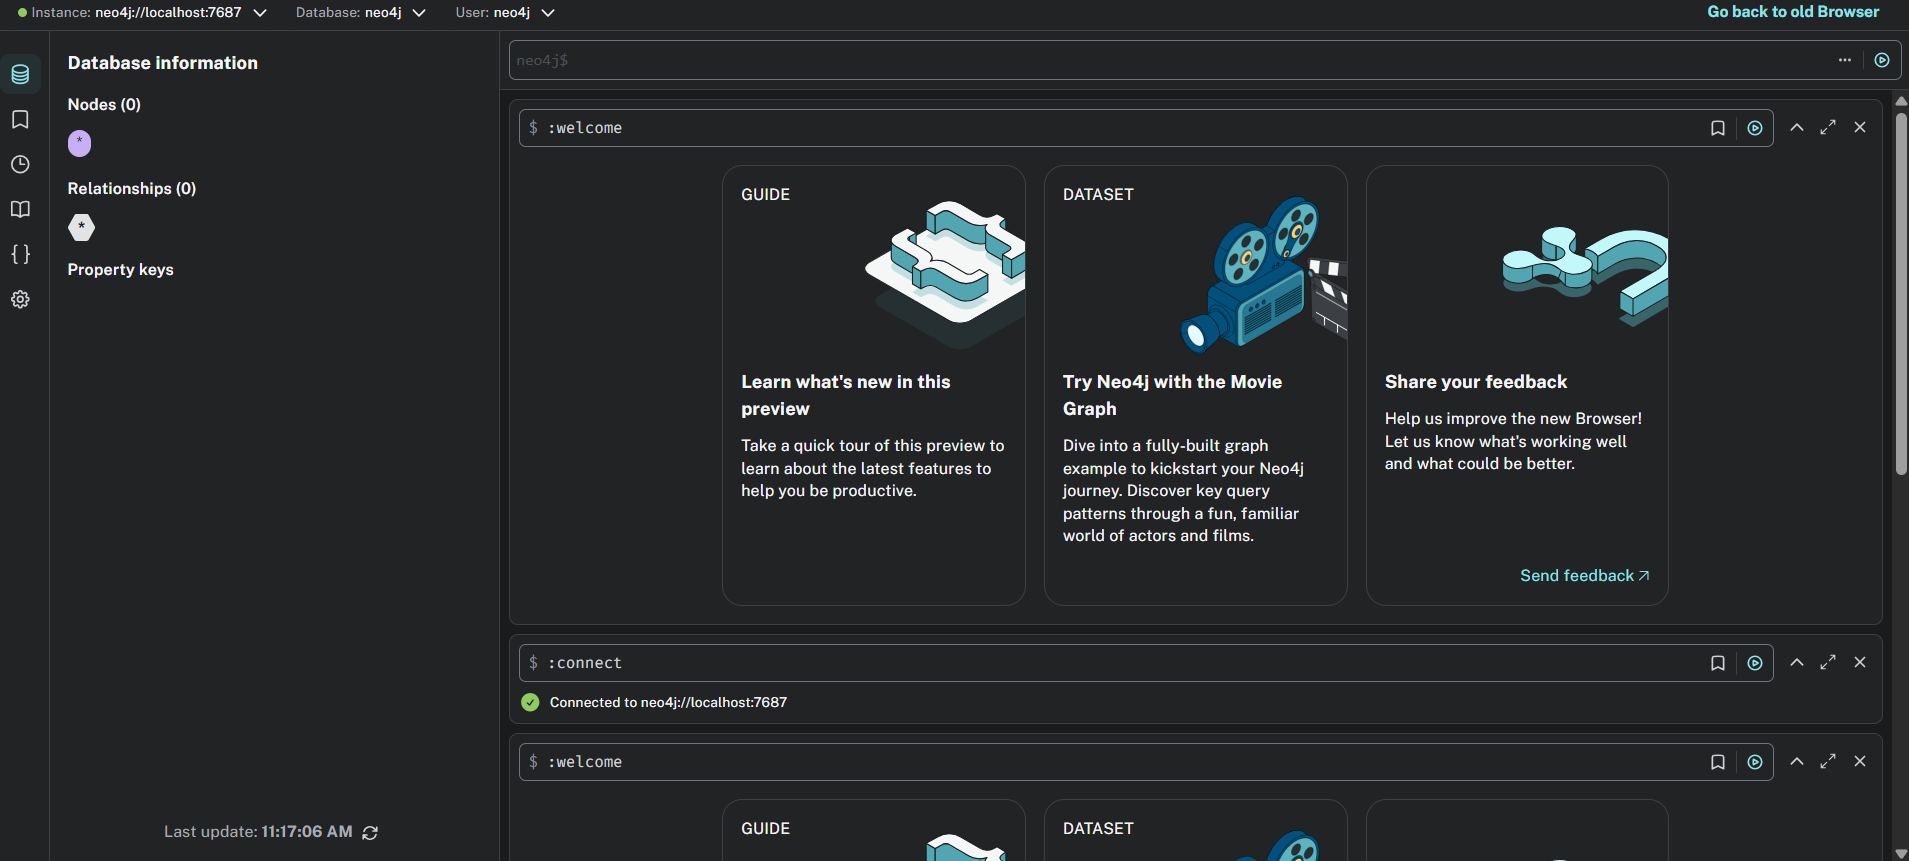 Instance: neo4j://localhost:7687 Database: neo4j User: neo4j Go back to old Browser
Database information
Nodes (0)
*
Relationships (0)
*
Property keys
Last update: 11:17:06 AM
neo4j$
$ :welcome
GUIDE
Learn what's new in this
preview
Take a quick tour of this preview to
learn about the latest features to
help you be productive.
DATASET
Try Neo4j with the Movie
Graph
Dive into a fully-built graph
example to kickstart your Neo4j
journey. Discover key query
patterns through a fun, familiar
world of actors and films.
Share your feedback
Help us improve the new Browser!
Let us know what's working well
and what could be better.
Send feedback
$ :connect
Connected to neo4j://localhost:7687
$ :welcome
GUIDE
DATASET